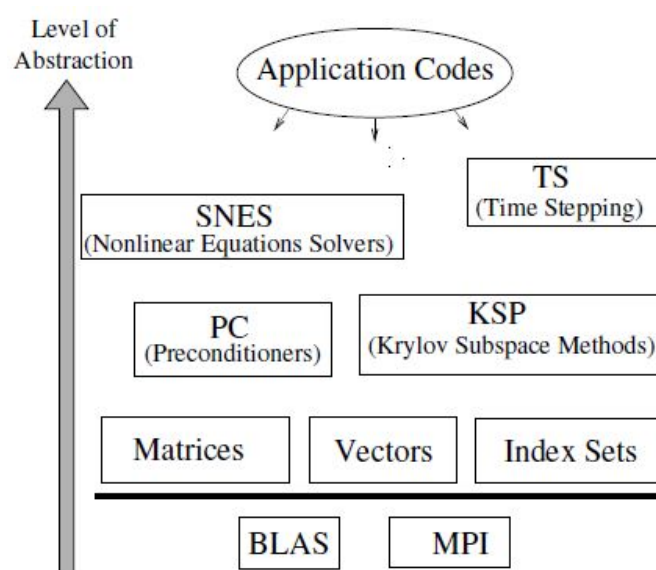 Level of
Abstraction
Application Codes
TS
(Time Stepping)
SNES
(Nonlinear Equations Solvers)
PC
(Preconditioners)
KSP
(Krylov Subspace Methods)
Matrices
Vectors
Index Sets
BLAS
MPI